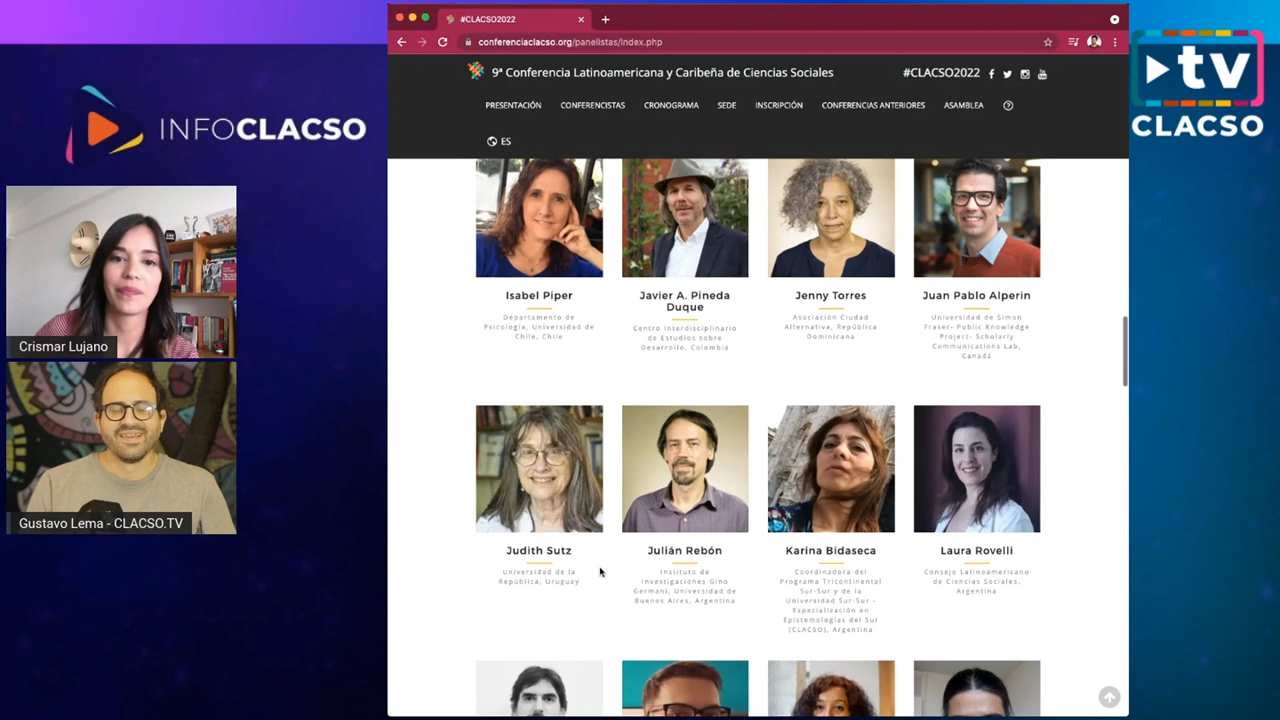 #CLACSO2022
conferenciaclacso.org/panelistas/index.php
9ª Conferencia Latinoamericana y Caribeña de Ciencias Sociales
#CLACSO2022
PRESENTACIÓN CONFERENCISTAS CRONOGRAMA SEDE INSCRIPCIÓN CONFERENCIAS ANTERIORES ASAMBLEA
ES
INFOCLACSO
tv
CLACSO
Crismar Lujano
Gustavo Lema - CLACSO.TV
Isabel Piper
Departamento de
Psicología, Universidad de
Chile, Chile
Javier A. Pineda
Duque
Centro Interdisciplinario
de Estudios sobre
Desarrollo, Colombia
Jenny Torres
Asociación Ciudad
Alternativa, República
Dominicana
Juan Pablo Alperin
Universidad de Simon
Fraser- Public Knowledge
Project- Scholarly
Communications Lab,
Canadá
Judith Sutz
Universidad de la
República, Uruguay
Julián Rebón
Instituto de
Investigaciones Gino
Germani, Universidad de
Buenos Aires, Argentina
Karina Bidaseca
Coordinadora del
Programa Tricontinental
Sur-Sur y de la
Universidad Sur-Sur -
Especialización en
Epistemologías del Sur
(CLACSO), Argentina
Laura Rovelli
Consejo Latinoamericano
de Ciencias Sociales,
Argentina